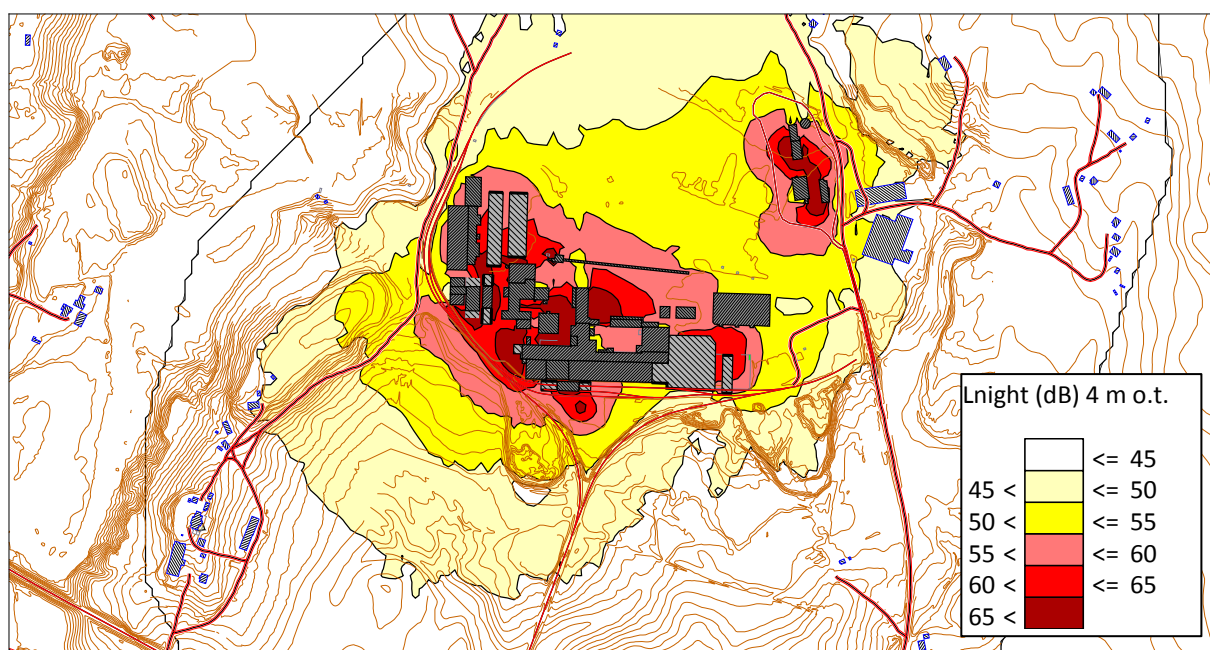 Lnight (dB) 4 m o.t.
<= 45
45 < <= 50
50 < <= 55
55 < <= 60
60 < <= 65
65 <